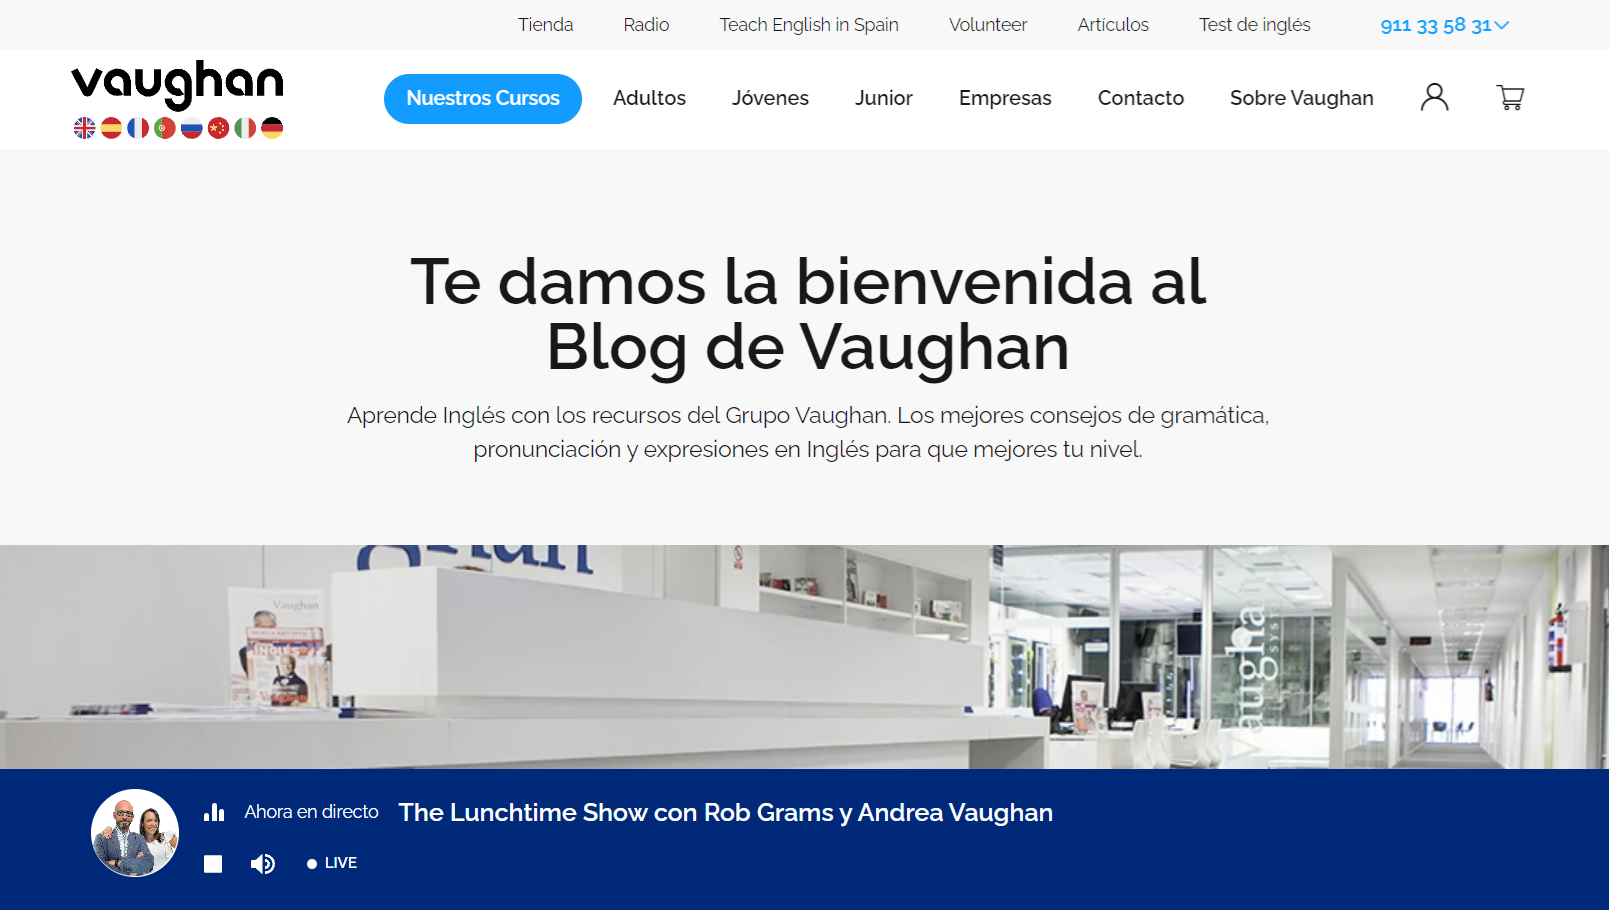 Tienda Radio Teach English in Spain Volunteer Artículos Test de inglés 911 33 58 31
vaughan
Nuestros Cursos Adultos Jóvenes Junior Empresas Contacto Sobre Vaughan
Te damos la bienvenida al
Blog de Vaughan
Aprende Inglés con los recursos del Grupo Vaughan. Los mejores consejos de gramática,
pronunciación y expresiones en Inglés para que mejores tu nivel.
Vaughan
INGLÉS
Vaughan
Ahora en directo The Lunchtime Show con Rob Grams y Andrea Vaughan
LIVE